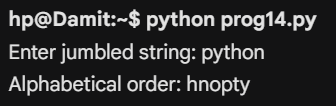 hp@Damit:~$ python prog14.py
Enter jumbled string: python
Alphabetical order: hnopty